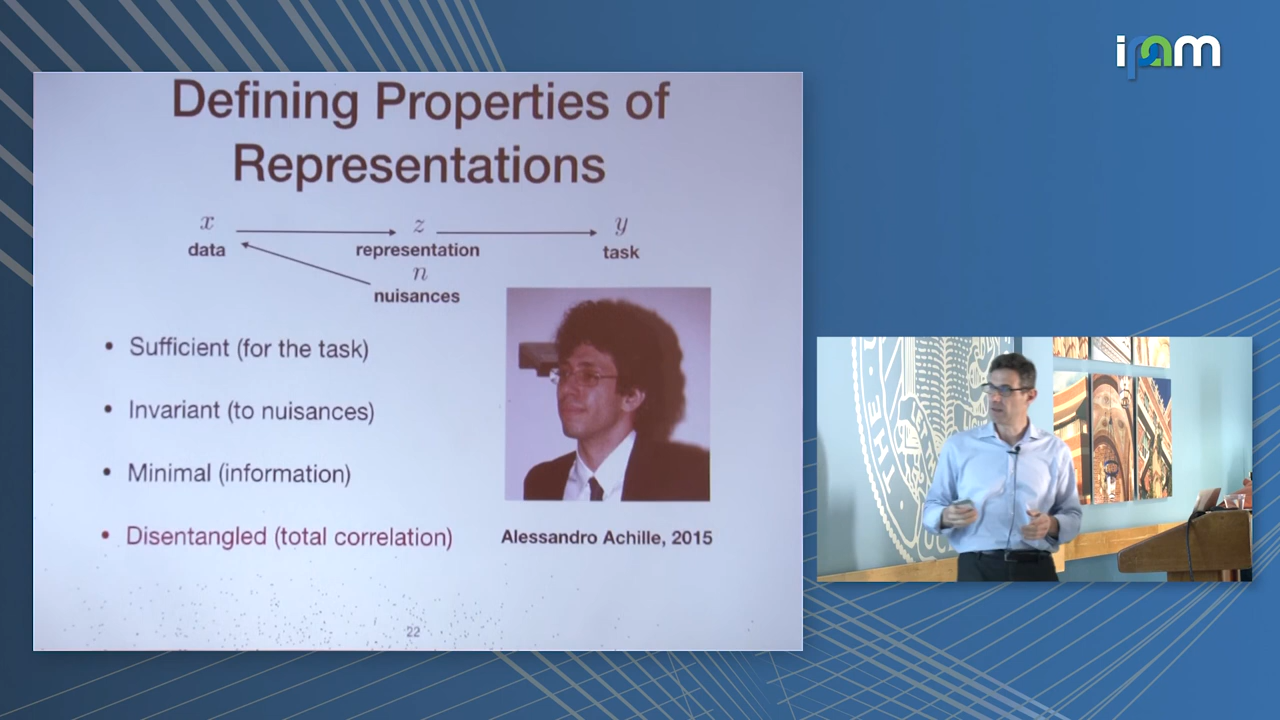 ipam
Defining Properties of
Representations
x z y
data representation task
n
nuisances
• Sufficient (for the task)
• Invariant (to nuisances)
• Minimal (information)
• Disentangled (total correlation)
Alessandro Achille, 2015
22
THE